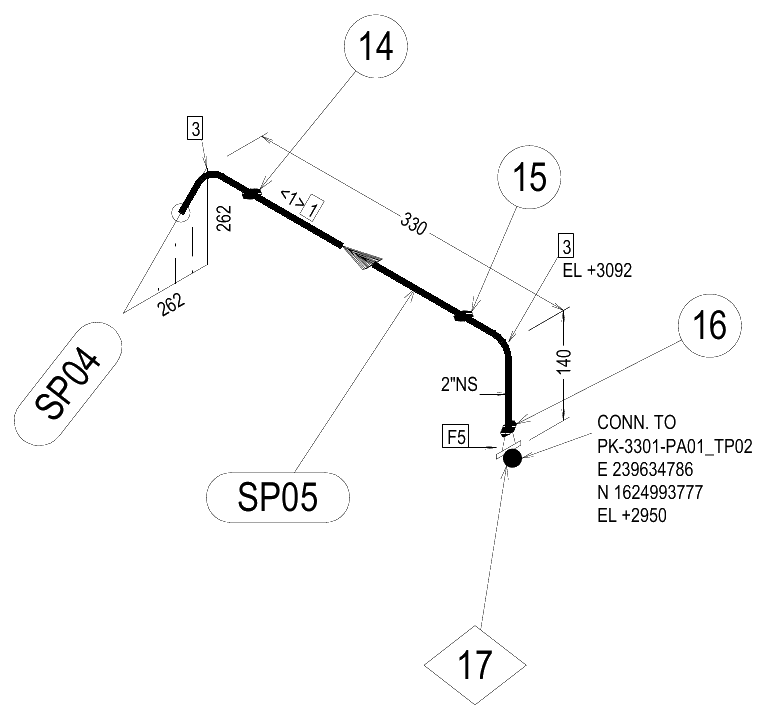 14
3
15
<1> 1
262
330
3
EL +3092
262
16
SP04
140
2"NS
F5
CONN. TO
PK-3301-PA01_TP02
E 239634786
N 1624993777
EL +2950
SP05
17